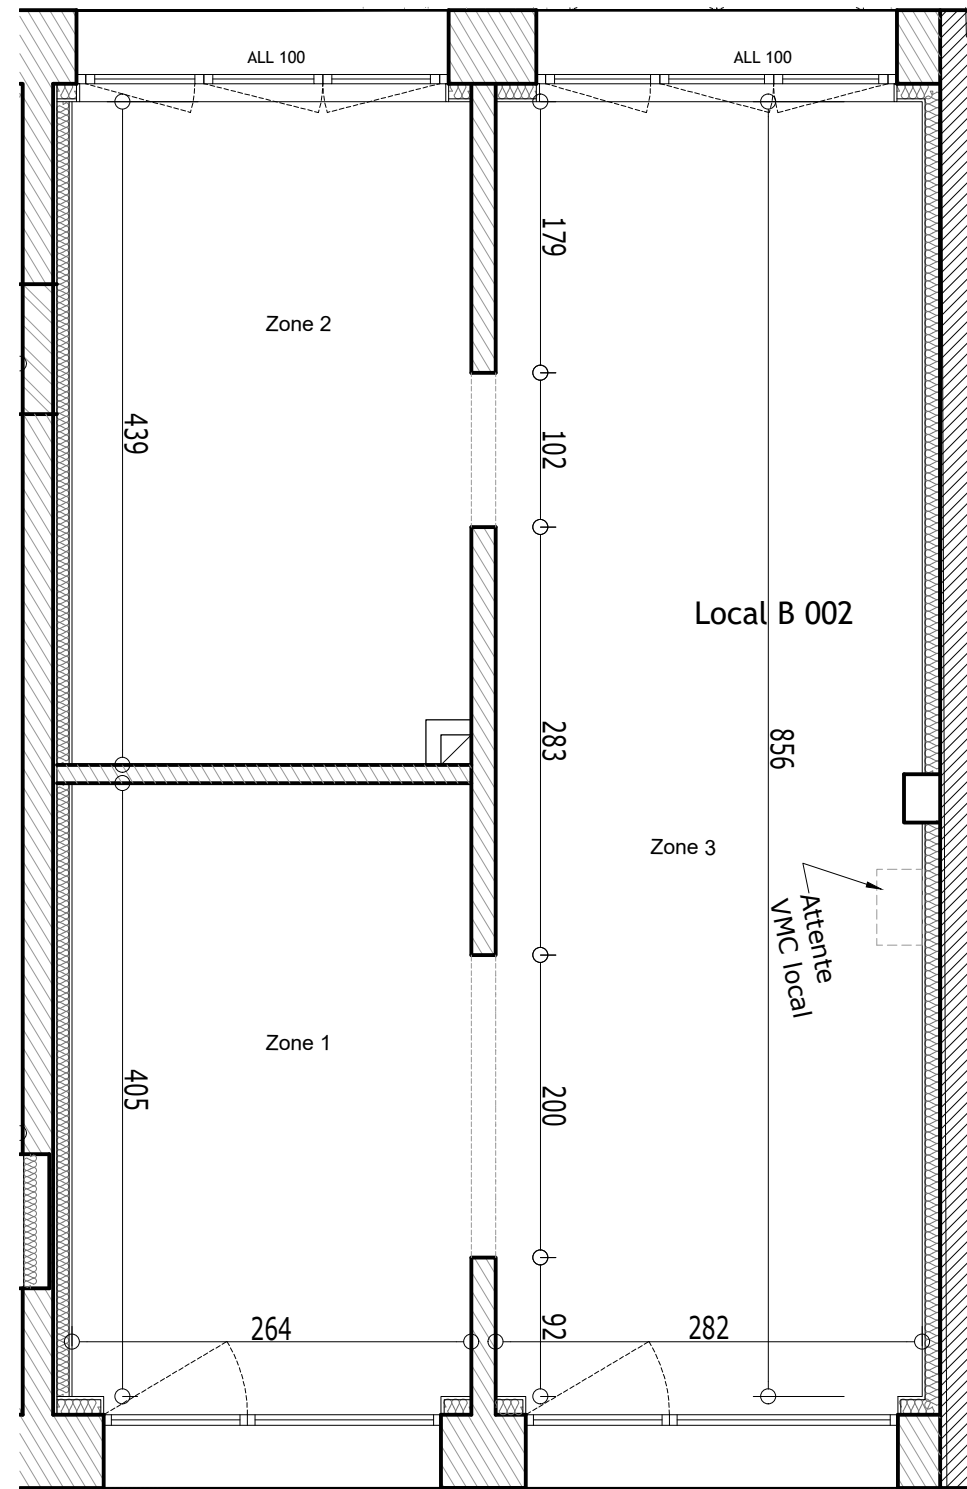 ALL 100
ALL 100
179
Zone 2
439
102
Local B 002
283
856
Zone 3
Attente
VMC local
Zone 1
405
200
264
92
282